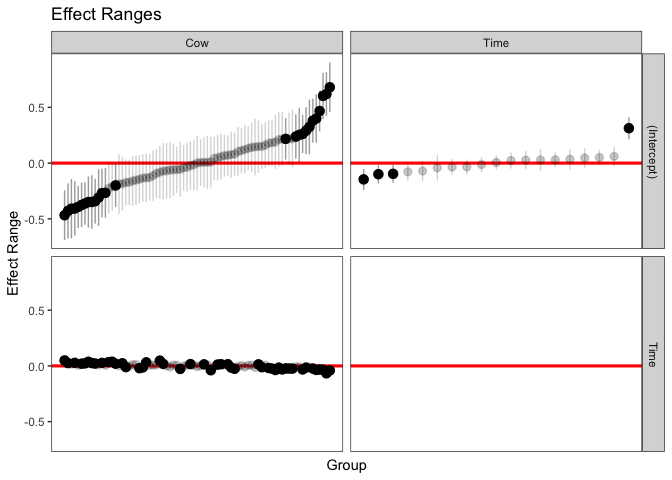 Effect Ranges
Cow
Time
0.5
0.0
-0.5
(Intercept)
0.5
0.0
-0.5
Time
Effect Range
Group